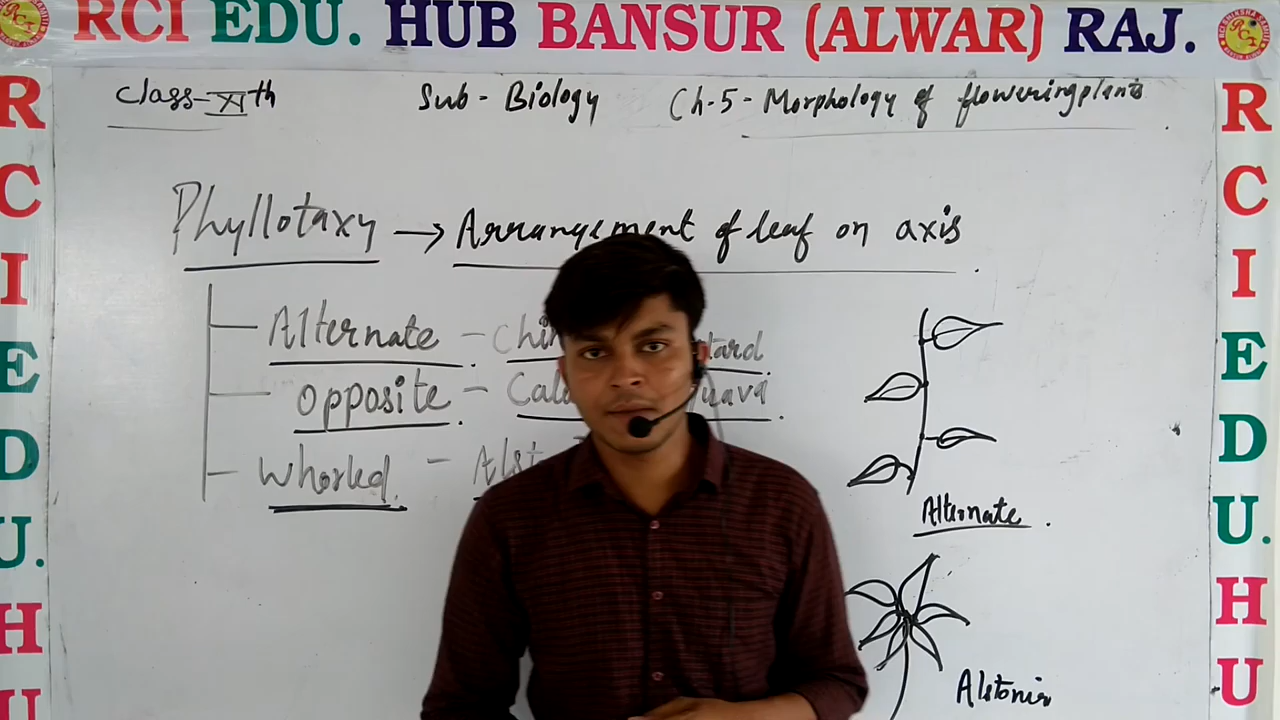 RCI EDU. HUB BANSUR (ALWAR) RAJ.
Class-XIth Sub - Biology Ch-5- Morphology of floweringplants
Phyllotaxy → Arrangement of leaf on axis
Alternate -
Opposite -
Whorled. -
Alternate
Alstonia
R
C
I
E
D
U.
H
U
R
C
I
E
D
U.
H
U